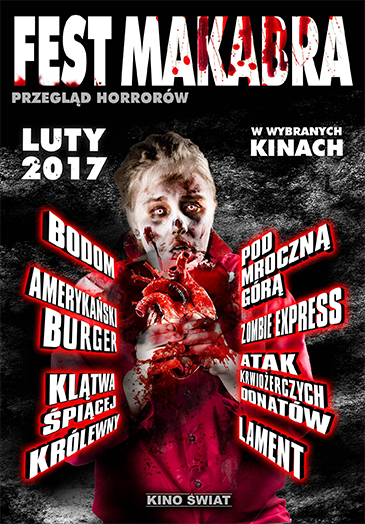 FEST MAKABRA
PRZEGLĄD HORRORÓW
LUTY
2017
W WYBRANYCH
KINACH
BODOM
AMERYKAŃSKI
BURGER
KLĄTWA
ŚPIĄCEJ
KRÓLEWNY
POD
MROCZNĄ
GÓRĄ
ZOMBIE EXPRESS
ATAK
KRWIOŻERCZYCH
DONATÓW
LAMENT
KINO ŚWIAT